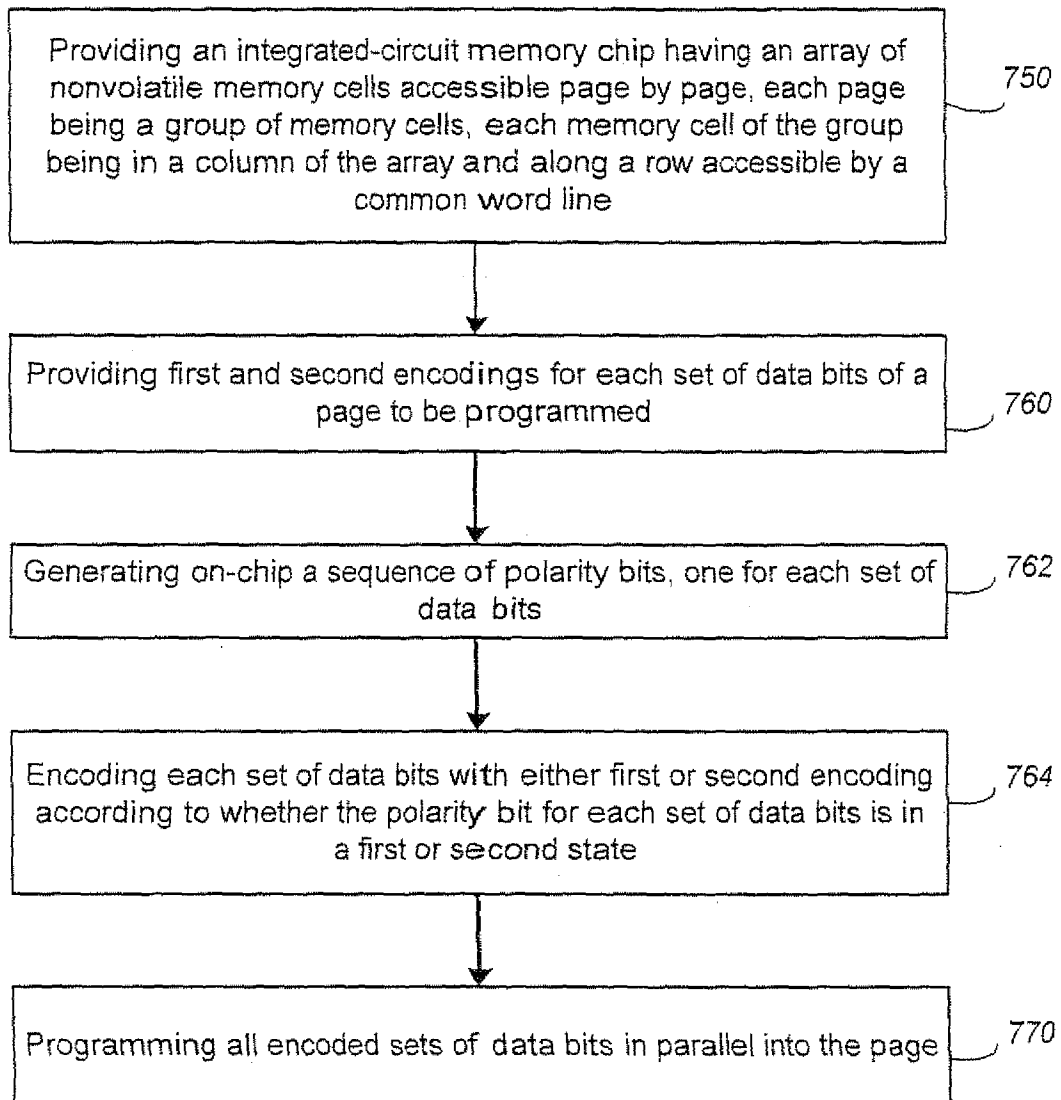 Providing an integrated-circuit memory chip having an array of
nonvolatile memory cells accessible page by page, each page
being a group of memory cells, each memory cell of the group
being in a column of the array and along a row accessible by a
common word line
750
Providing first and second encodings for each set of data bits of a
page to be programmed
760
Generating on-chip a sequence of polarity bits, one for each set of
data bits
762
Encoding each set of data bits with either first or second encoding
according to whether the polarity bit for each set of data bits is in
a first or second state
764
Programming all encoded sets of data bits in parallel into the page
770